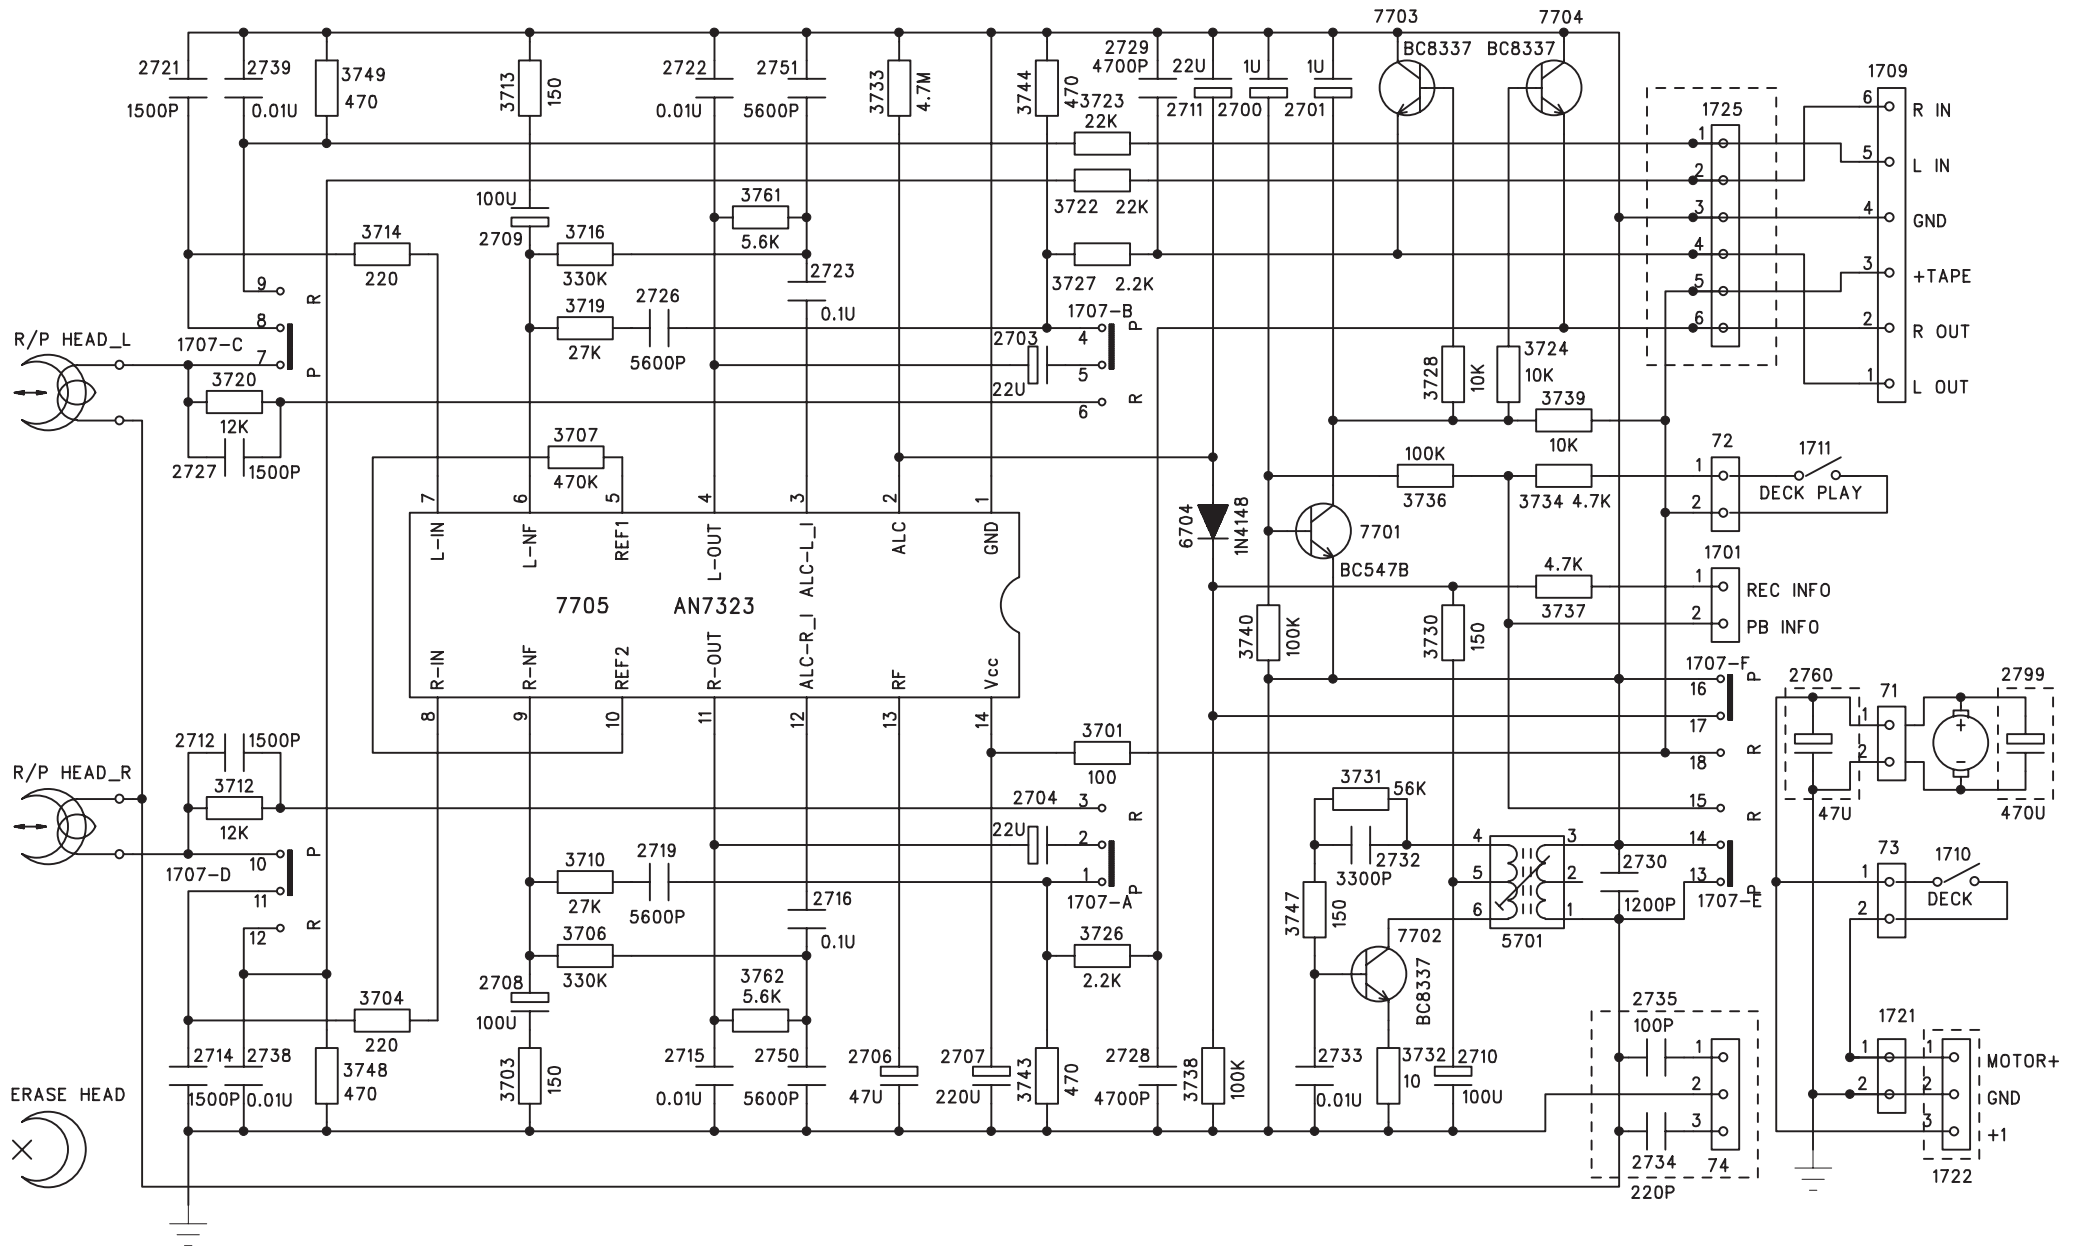 7703
7704
2721
2739
3749
470
3713
150
2722
2751
3733
4.7M
3744
470
2729
4700P
22U
1U
1U
BC8337
BC8337
1709
1500P
0.01U
0.01U
5600P
3723
22K
2711
2700
2701
1725
6
R IN
1
5
L IN
2
100U
2709
3761
5.6K
3722
22K
3
4
GND
3714
220
3716
330K
2723
0.1U
3727
2.2K
4
3
+TAPE
9
R
3719
27K
2726
5600P
1707-B
P
5
8
R/P HEAD_L
1707-C
7
P
2703
22U
4
5
6
2
R OUT
3728
10K
3724
10K
3720
12K
6
R
3739
10K
1
L OUT
2727
1500P
3707
470K
100K
3736
3734
4.7K
72
1
2
1711
DECK PLAY
7
6
5
4
3
2
1
L-IN
L-NF
REF1
L-OUT
ALC-L_I
ALC
GND
6704
1N4148
7701
BC547B
7705
AN7323
4.7K
3737
1701
1
REC INFO
2
PB INFO
3740
100K
3730
150
R-IN
R-NF
REF2
R-OUT
ALC-R_I
RF
Vcc
8
9
10
11
12
13
14
1707-F
16
P
17
18
R
2760
47U
71
1
2
+
−
2799
470U
2712
1500P
3701
100
R/P HEAD_R
3712
12K
2704
22U
3
R
2
1
P
1707-A
3731
56K
15
R
14
13
P
1707-E
10
P
1707-D
11
R
12
3710
27K
2719
5600P
2716
0.1U
2732
3300P
3747
150
4
5
6
3
2
1
5701
2730
1200P
73
1
2
1710
DECK
3706
330K
3726
2.2K
7702
BC8337
2708
100U
3762
5.6K
3704
220
2735
100P
1721
2714
2738
3748
470
3703
150
2715
2750
2706
47U
2707
220U
3743
470
2728
4700P
3738
100K
2733
0.01U
3732
10
2710
100U
1
2
3
1
2
1
2
3
MOTOR+
GND
+1
1500P
0.01U
0.01U
5600P
ERASE HEAD
2734
220P
74
1722